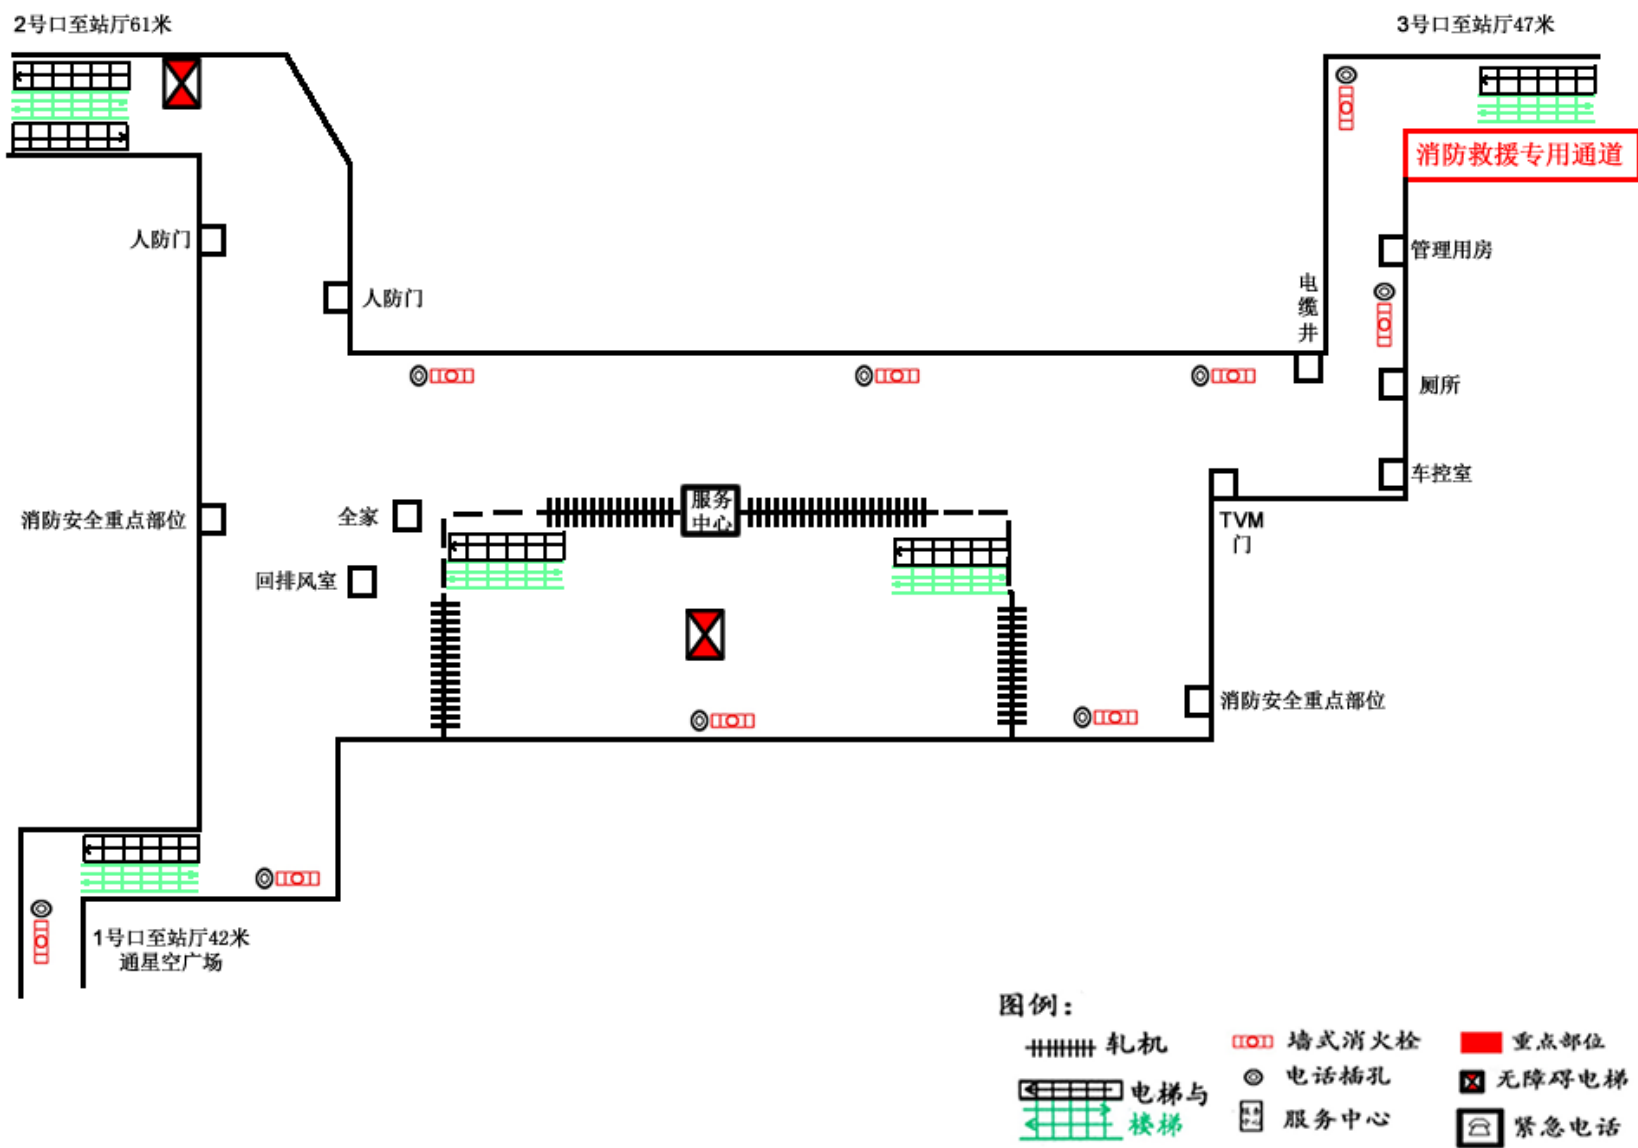 2号口至站厅61米
3号口至站厅47米
消防救援专用通道
人防门
管理用房
人防门
电
缆
井
厕所
车控室
消防安全重点部位
全家
服务
中心
TVM
门
回排风室
消防安全重点部位
1号口至站厅42米
通星空广场
图例：
轧机
墙式消火栓
重点部位
电话插孔
无障碍电梯
电梯与
楼梯
服务
中心
服务中心
紧急电话